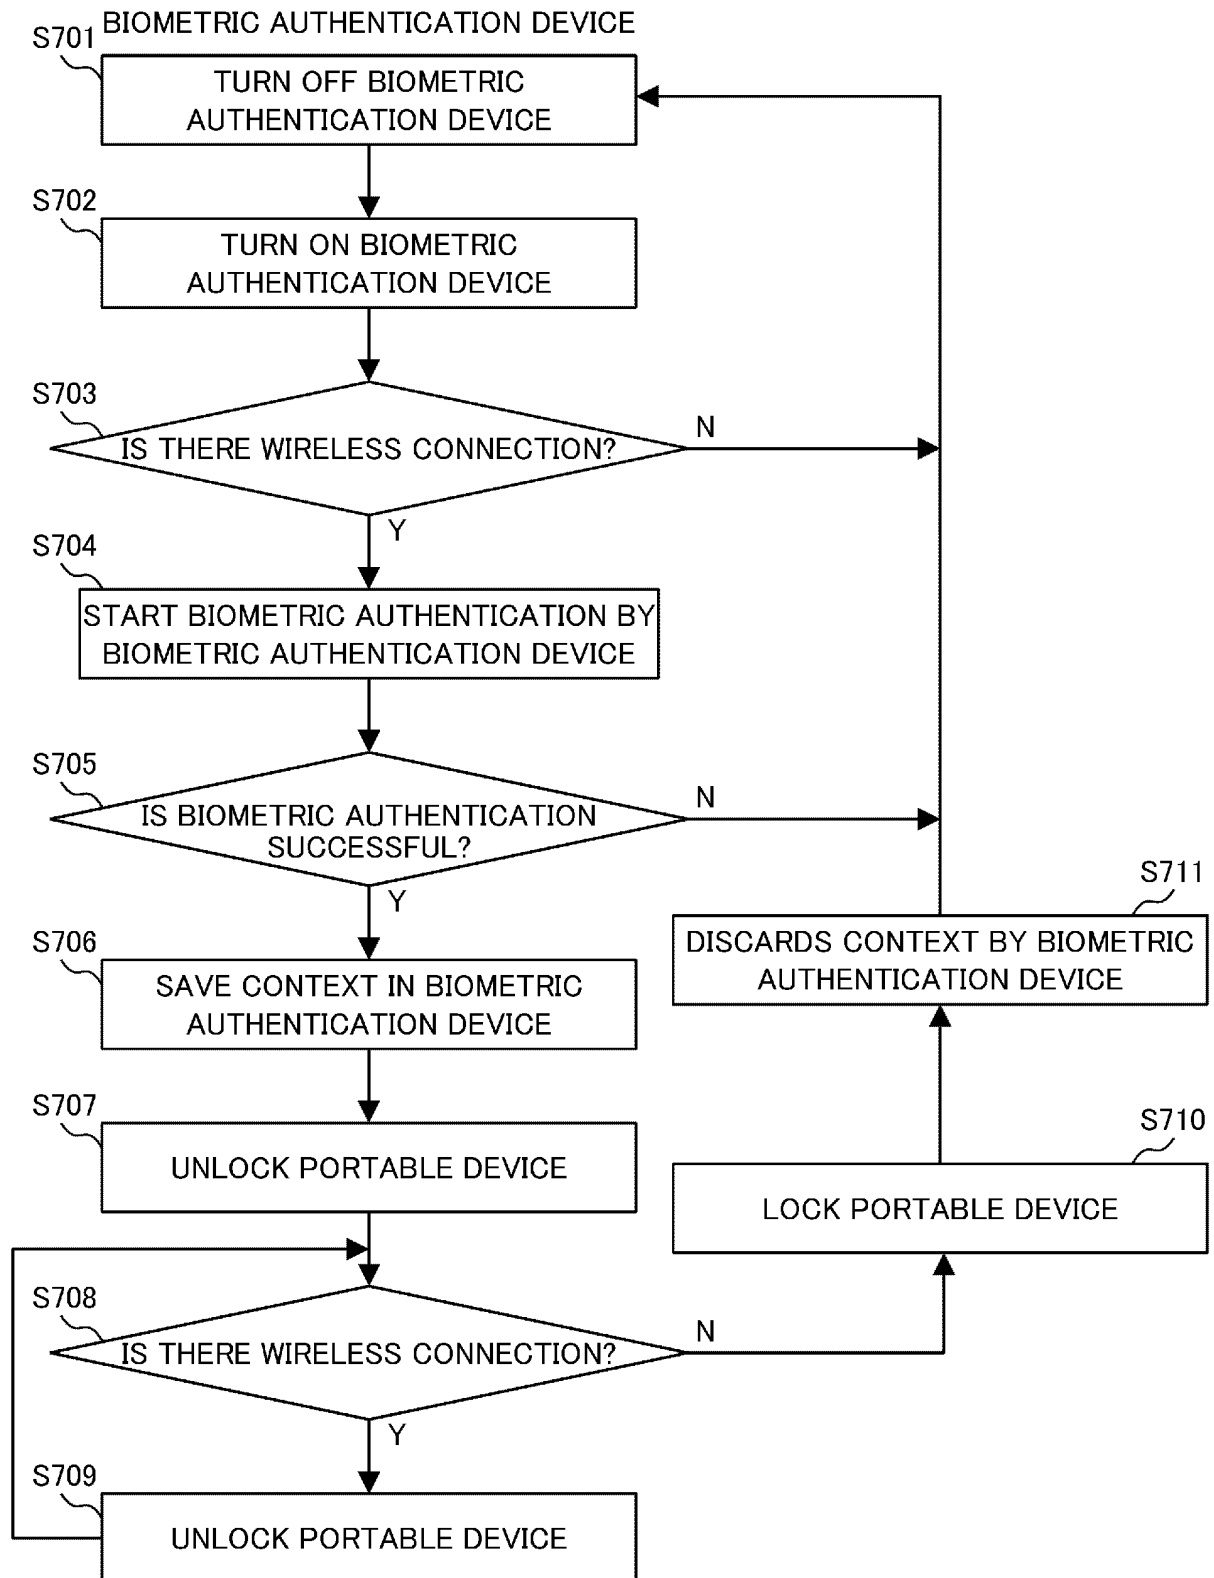 BIOMETRIC AUTHENTICATION DEVICE
S701
TURN OFF BIOMETRIC
AUTHENTICATION DEVICE
S702
TURN ON BIOMETRIC
AUTHENTICATION DEVICE
S703
IS THERE WIRELESS CONNECTION?
N
Y
S704
START BIOMETRIC AUTHENTICATION BY
BIOMETRIC AUTHENTICATION DEVICE
S705
IS BIOMETRIC AUTHENTICATION
SUCCESSFUL?
N
Y
S706
SAVE CONTEXT IN BIOMETRIC
AUTHENTICATION DEVICE
S707
UNLOCK PORTABLE DEVICE
S708
IS THERE WIRELESS CONNECTION?
N
Y
S709
UNLOCK PORTABLE DEVICE
S710
LOCK PORTABLE DEVICE
S711
DISCARDS CONTEXT BY BIOMETRIC
AUTHENTICATION DEVICE